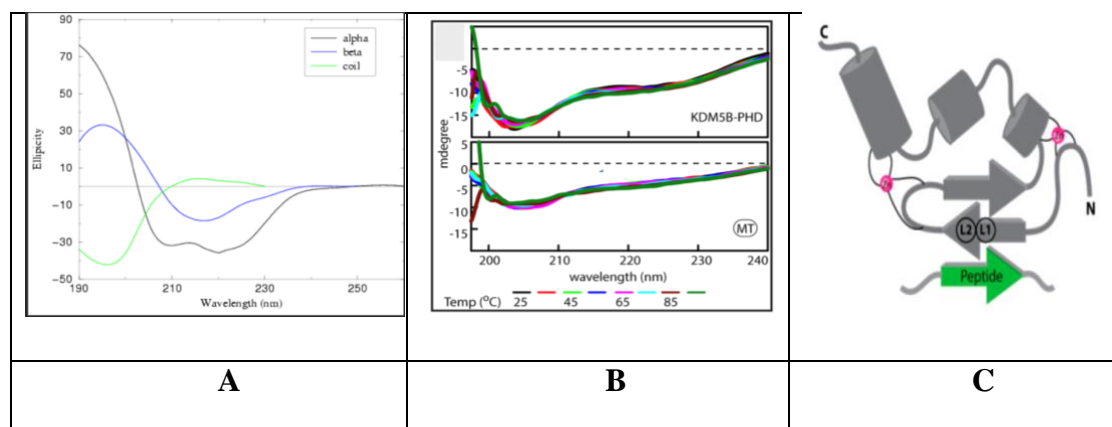 90
70
50
30
10
-10
-30
-50
Ellipicity
alpha
beta
coil
190
210
230
250
Wavelength (nm)
-5
-10
-15
KDM5B-PHD
mdegree
5
0
-5
-10
-15
MT
200
210
220
230
240
wavelength (nm)
Temp (°C)
25
45
65
85
C
N
L2
L1
Peptide
A
B
C